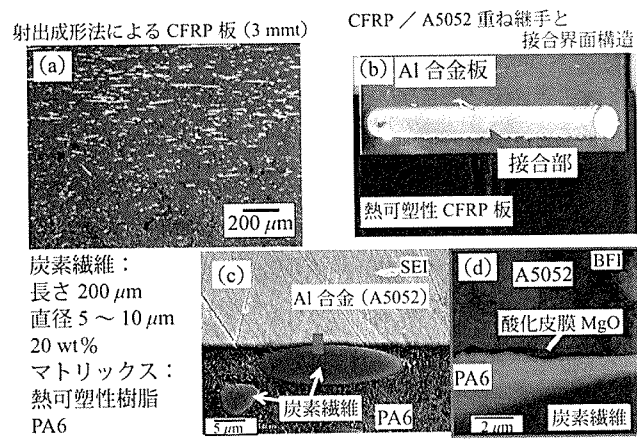 射出成形法による CFRP 板 (3 mmt)
CFRP / A5052 重ね継手と
接合界面構造
(a)
200 μm
(b)
Al 合金板
接合部
熱可塑性 CFRP 板
炭素繊維：
長さ 200 μm
直径 5 ～ 10 μm
20 wt%
マトリックス：
熱可塑性樹脂
PA6
(c)
SEI
Al 合金 (A5052)
炭素繊維
5 μm
PA6
(d)
BFI
A5052
酸化皮膜 MgO
PA6
2 μm
炭素繊維